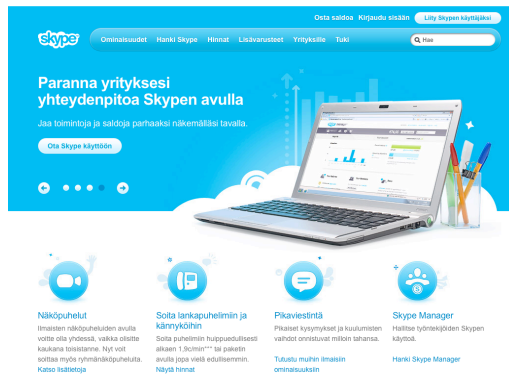 Osta saldoa Kirjaudu sisään Liity Skypen käyttäjäksi
skype Ominaisuudet Hanki Skype Hinnat Lisävarusteet Yrityksille Tuki Hae
Paranna yrityksesi
yhteydenpitoa Skypen avulla
Jaa toimintoja ja saldoja parhaaksi näkemälläsi tavalla.
Ota Skype käyttöön
Näköpuhelut
Ilmaisten näköpuheluiden avulla
voitte olla yhdessä, vaikka olisitte
kaukana toisistanne. Nyt voit
soittaa myös ryhmänäköpuheluita.
Katso lisätietoja
Soita lankapuhelimiin ja
kännyköihin
Soita puhelimiin huippuedullisesti
alkaen 1,9c/min*** tai paketin
avulla jopa vielä edullisemmin.
Näytä hinnat
Pikaviestintä
Pikaiset kysymykset ja kuulumisten
vaihdot onnistuvat milloin tahansa.
Tutustu muihin ilmaisiin
ominaisuuksiin
Skype Manager
Hallitse työntekijöiden Skypen
käyttöä.
Hanki Skype Manager